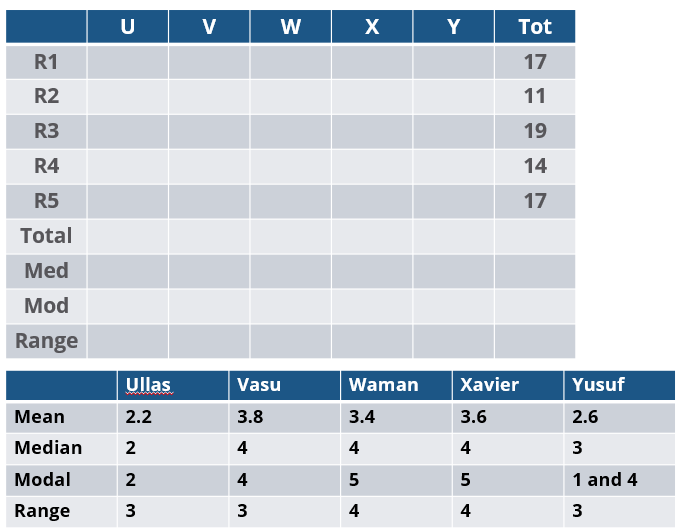 U V W X Y Tot
R1 17
R2 11
R3 19
R4 14
R5 17
Total
Med
Mod
Range
Ullas Vasu Waman Xavier Yusuf
Mean 2.2 3.8 3.4 3.6 2.6
Median 2 4 4 4 3
Modal 2 4 5 5 1 and 4
Range 3 3 4 4 3